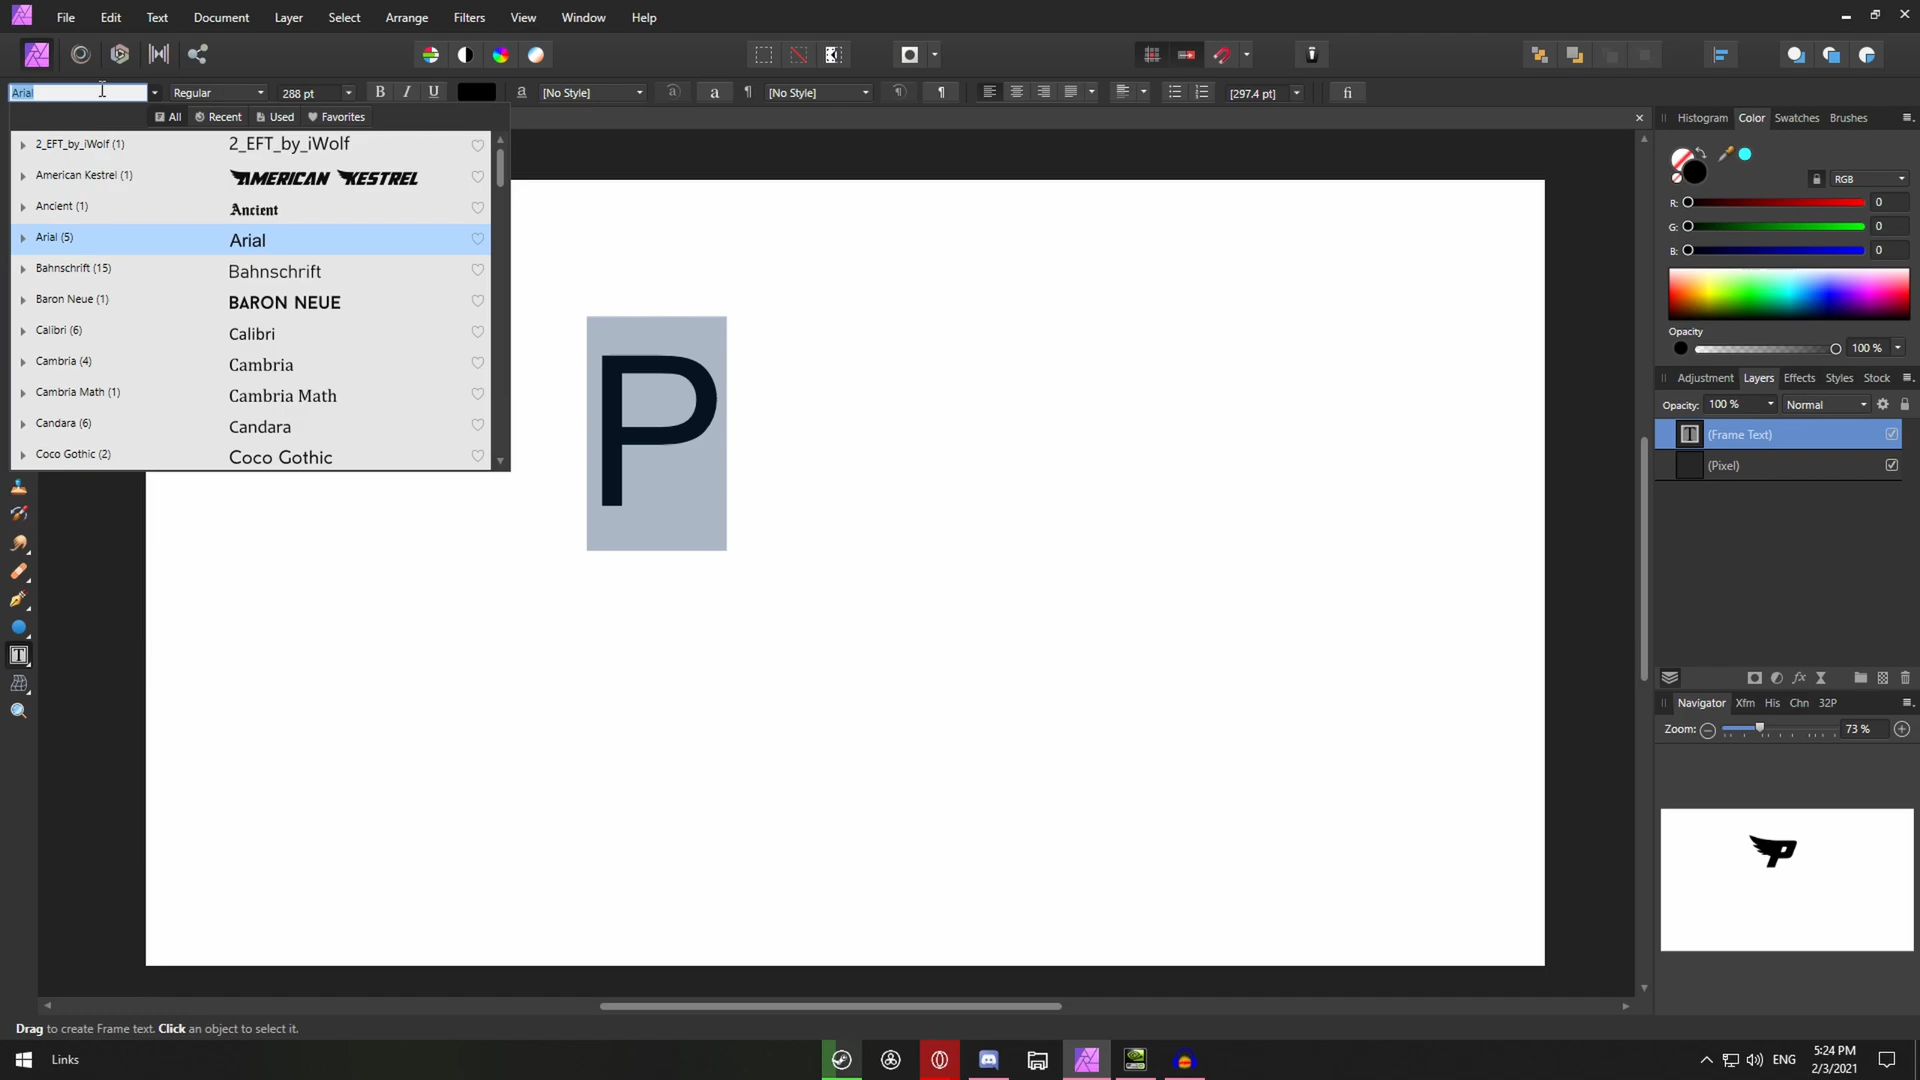 File Edit Text Document Layer Select Arrange Filters View Window Help
Arial Regular 288 pt B I U a [No Style] a a ¶ [No Style] ¶ ¶ [297.4 pt] fi
All Recent Used Favorites
2_EFT_by_iWolf (1) 2_EFT_by_iWolf
American Kestrel (1) AMERICAN KESTREL
Ancient (1) Ancient
Arial (5) Arial
Bahnschrift (15) Bahnschrift
Baron Neue (1) BARON NEUE
Calibri (6) Calibri
Cambria (4) Cambria
Cambria Math (1) Cambria Math
Candara (6) Candara
Coco Gothic (2) Coco Gothic
P
Histogram Color Swatches Brushes
RGB
R: 0
G: 0
B: 0
Opacity
100 %
Adjustment Layers Effects Styles Stock
Opacity: 100 % Normal
(Frame Text)
(Pixel)
fx
Navigator Xfm His Chn 32P
Zoom: 73 %
P
Drag to create Frame text. Click an object to select it.
Links
ENG
5:24 PM
2/3/2021